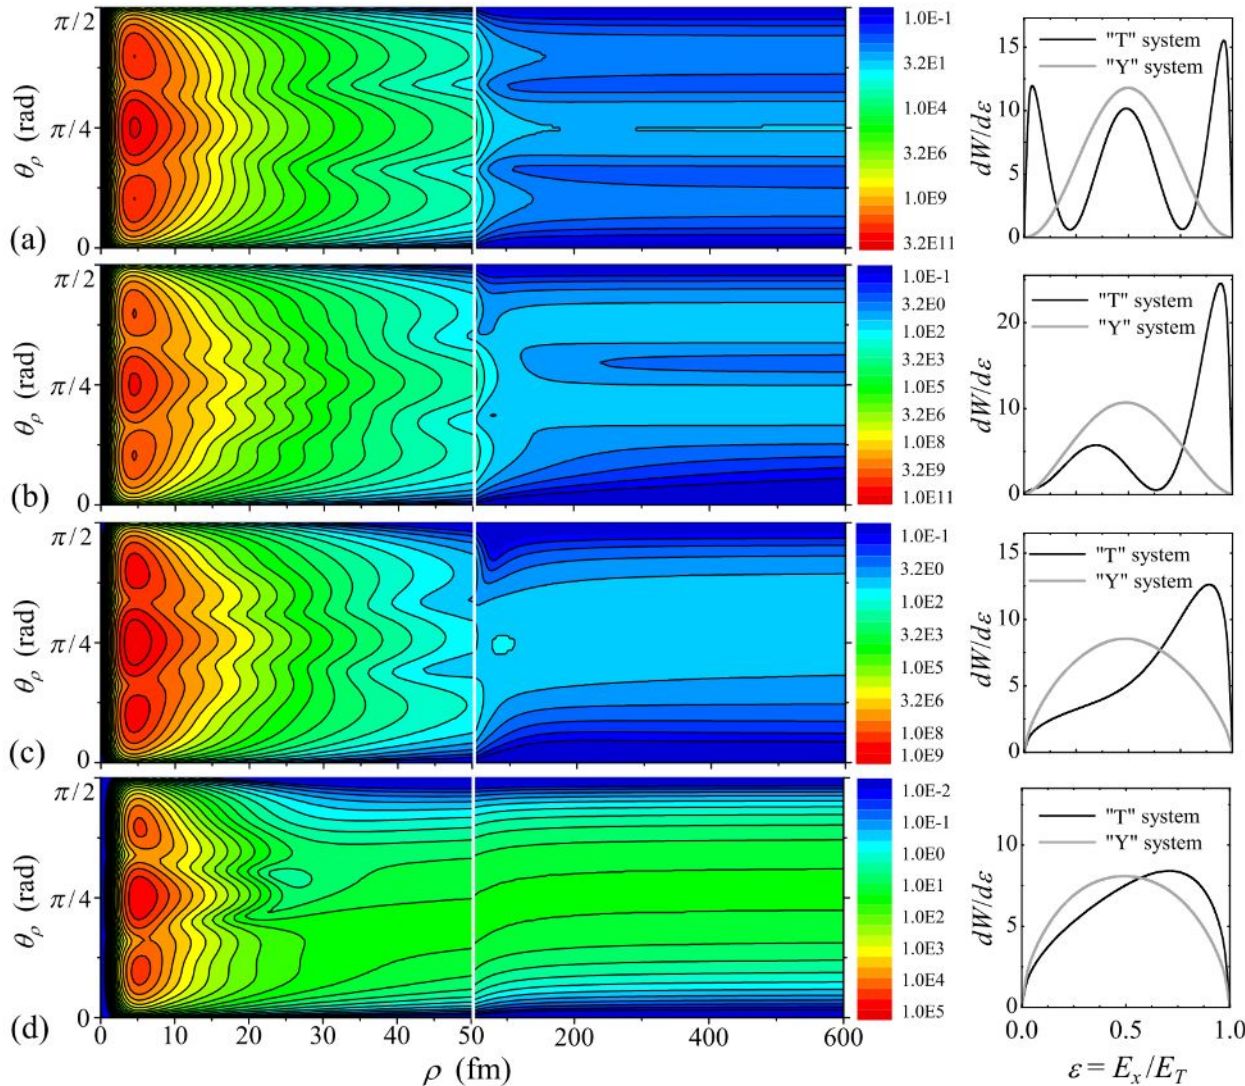 (a)
θρ (rad)
π/2
π/4
0
1.0E-1
3.2E1
1.0E4
3.2E6
1.0E9
3.2E11
dW/dε
15
10
5
0
"T" system
"Y" system
(b)
θρ (rad)
π/2
π/4
0
1.0E-1
3.2E0
1.0E2
3.2E3
1.0E5
3.2E6
1.0E8
3.2E9
1.0E11
dW/dε
20
10
0
"T" system
"Y" system
(c)
θρ (rad)
π/2
π/4
0
1.0E-1
3.2E0
1.0E2
3.2E3
1.0E5
3.2E6
1.0E8
1.0E9
dW/dε
15
10
5
0
"T" system
"Y" system
(d)
θρ (rad)
π/2
π/4
0
1.0E-2
1.0E-1
1.0E0
1.0E1
1.0E2
1.0E3
1.0E4
1.0E5
dW/dε
10
5
0
"T" system
"Y" system
0 10 20 30 40 50 200 400 600
ρ (fm)
0.0 0.5 1.0
ε = Ex/ET